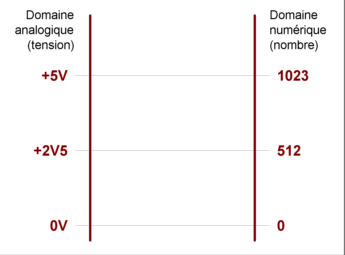 Domaine
analogique
(tension)
Domaine
numérique
(nombre)
+5V
1023
+2V5
512
0V
0